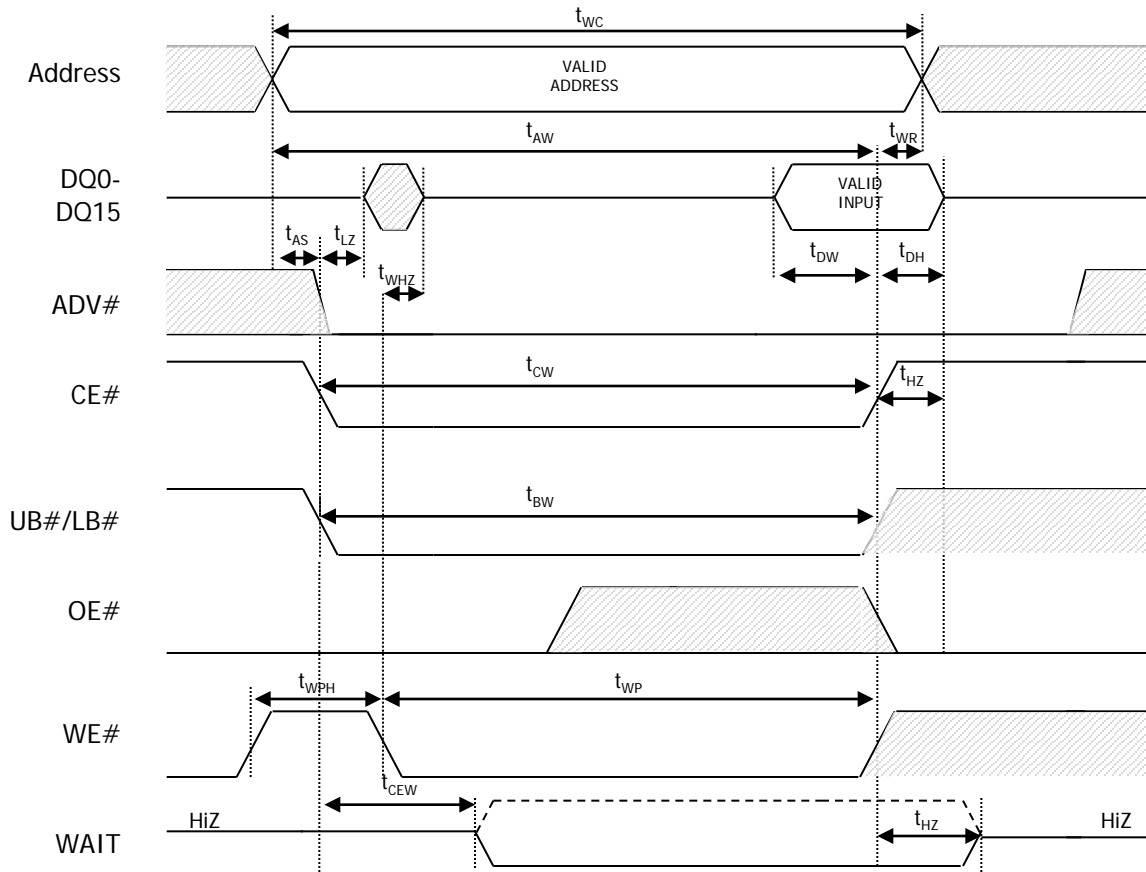 tWC
Address
VALID
ADDRESS
tAW
tWR
DQ0-
DQ15
VALID
INPUT
tAS
tLZ
tDW
tDH
tWHZ
ADV#
tCW
CE#
tHZ
tBW
UB#/LB#
OE#
tWPH
tWP
WE#
tCEW
HiZ
tHZ
HiZ
WAIT